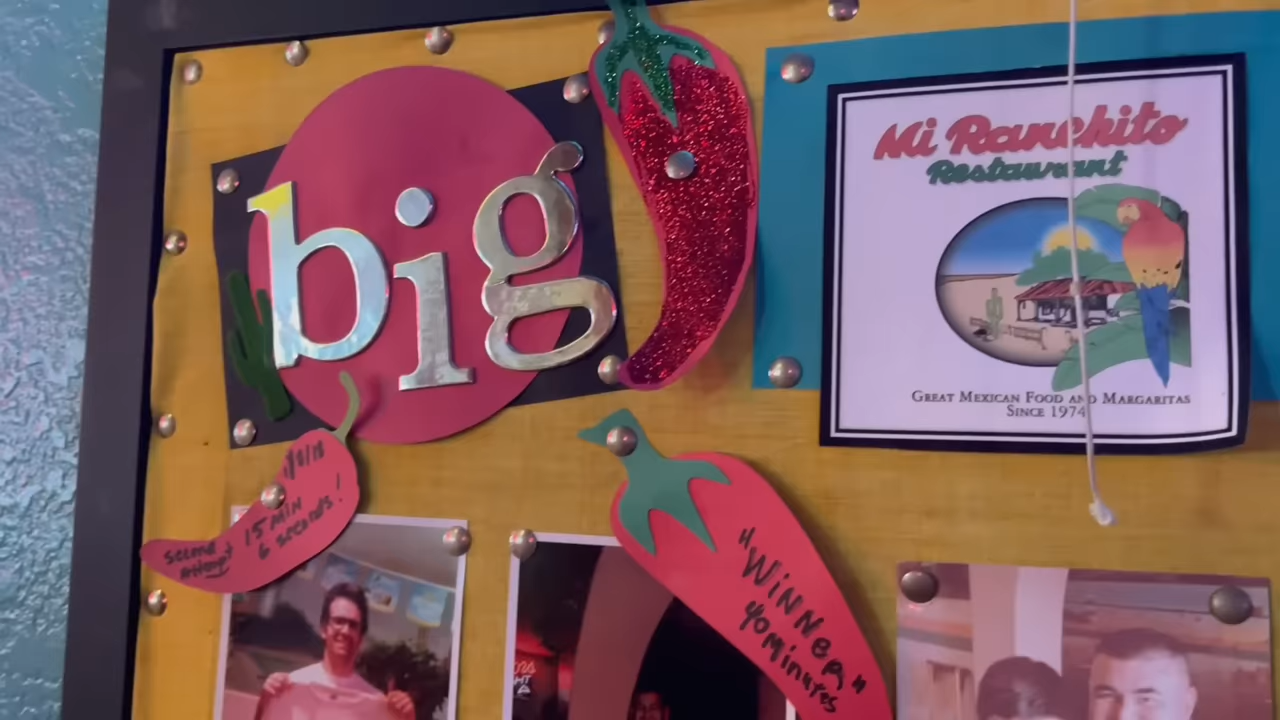 big
Mi Ranchito
Restaurant
Great Mexican Food and Margaritas
Since 1974
Second
Attempt
15 MIN
6 seconds!
"WiNNer"
40 minutes